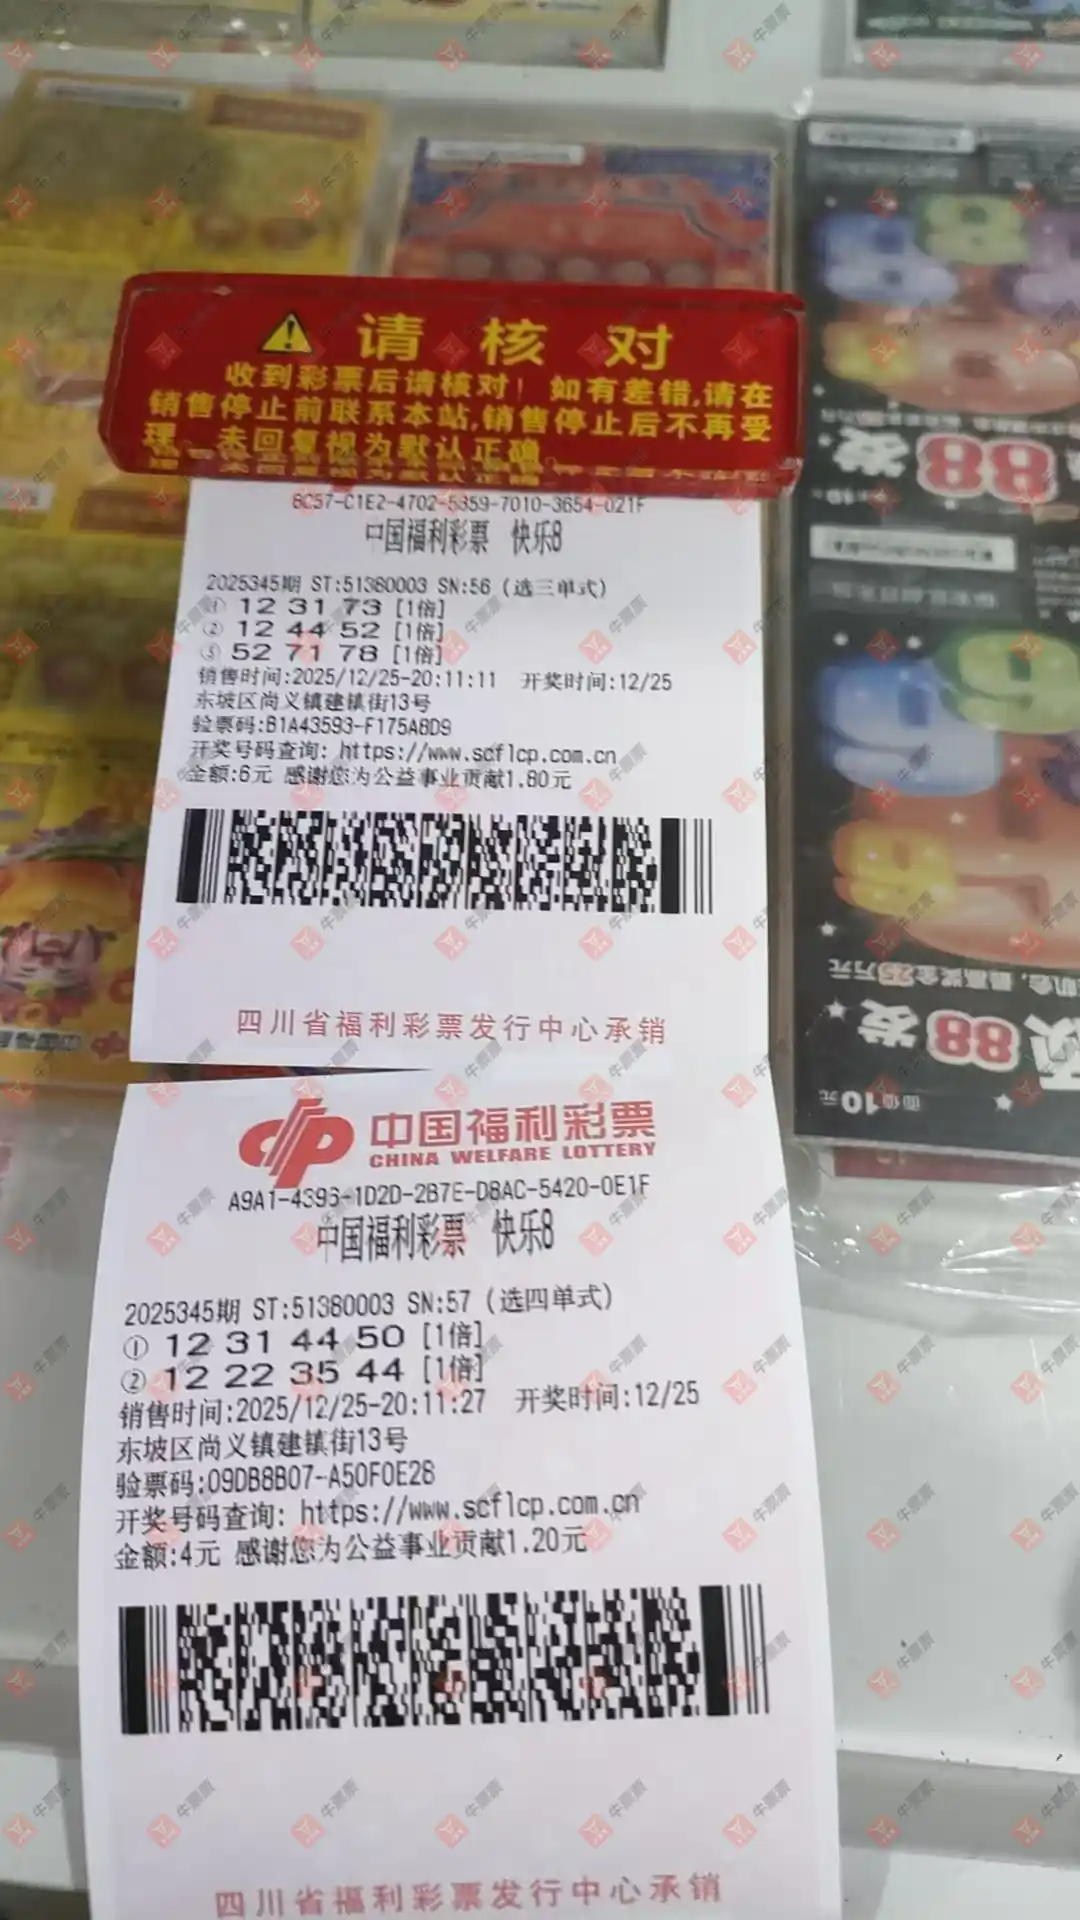 请核对
收到彩票后请核对！如有差错,请在
销售停止前联系本站,销售停止后不再受
理。未回复视为默认正确
6C57-C1E2-4702-5859-7010-3654-021F
中国福利彩票 快乐8
2025345期 ST:51380003 SN:56 (选三单式)
① 12 31 73 [1倍]
② 12 44 52 [1倍]
③ 52 71 78 [1倍]
销售时间:2025/12/25-20:11:11 开奖时间:12/25
东坡区尚义镇建镇街13号
验票码:B1A43593-F175A8D9
开奖号码查询: https://www.scflcp.com.cn
金额:6元 感谢您为公益事业贡献1.80元
四川省福利彩票发行中心承销
中国福利彩票
CHINA WELFARE LOTTERY
A9A1-4396-1D2D-2B7E-D8AC-5420-0E1F
中国福利彩票 快乐8
2025345期 ST:51380003 SN:57 (选四单式)
① 12 31 44 50 [1倍]
② 12 22 35 44 [1倍]
销售时间:2025/12/25-20:11:27 开奖时间:12/25
东坡区尚义镇建镇街13号
验票码:09DB8B07-A50F0E28
开奖号码查询: https://www.scflcp.com.cn
金额:4元 感谢您为公益事业贡献1.20元
四川省福利彩票发行中心承销
88
发
88
发
10元
牛票票